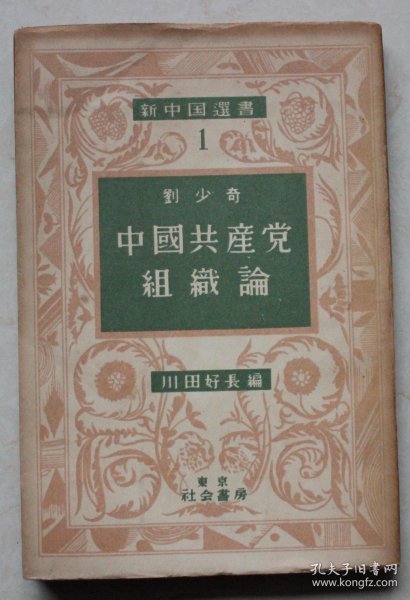 新中国選書
1
劉少奇
中國共産党
組織論
川田好長編
東京
社会書房
孔夫子旧书网
www.kongfz.com